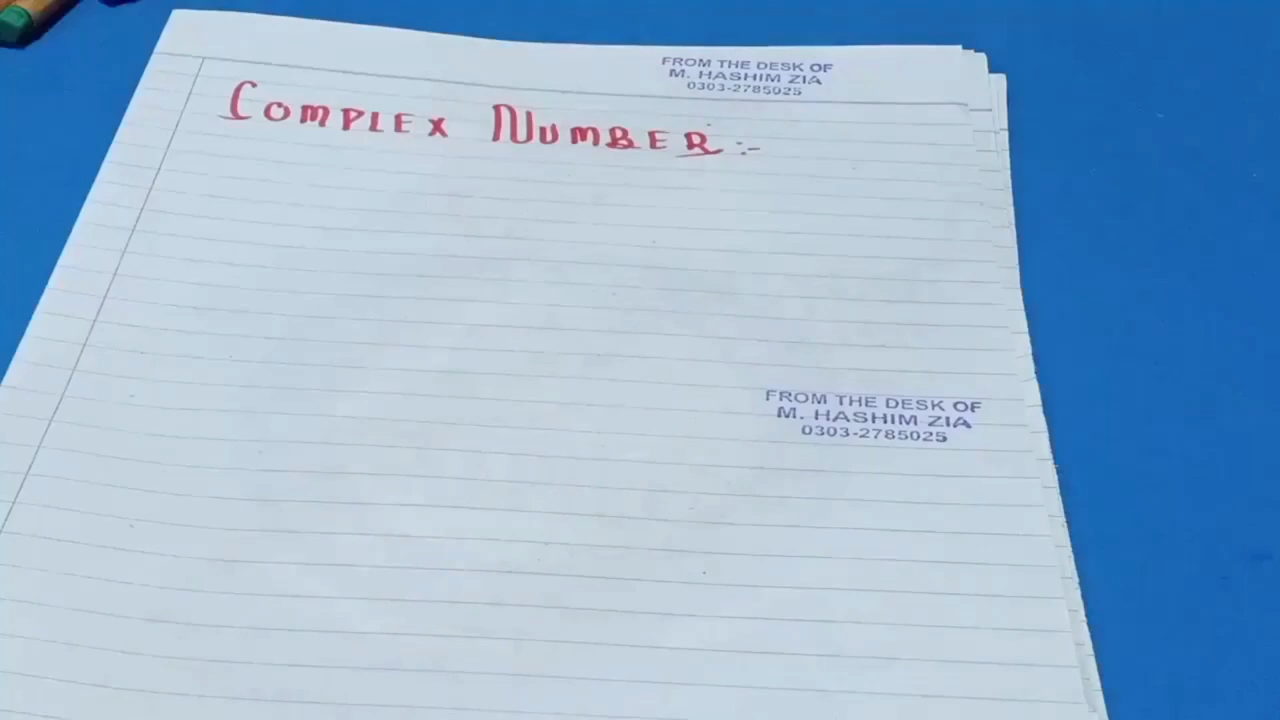 FROM THE DESK OF
M. HASHIM ZIA
0303-2785025
COMPLEX NUMBER:-
FROM THE DESK OF
M. HASHIM ZIA
0303-2785025